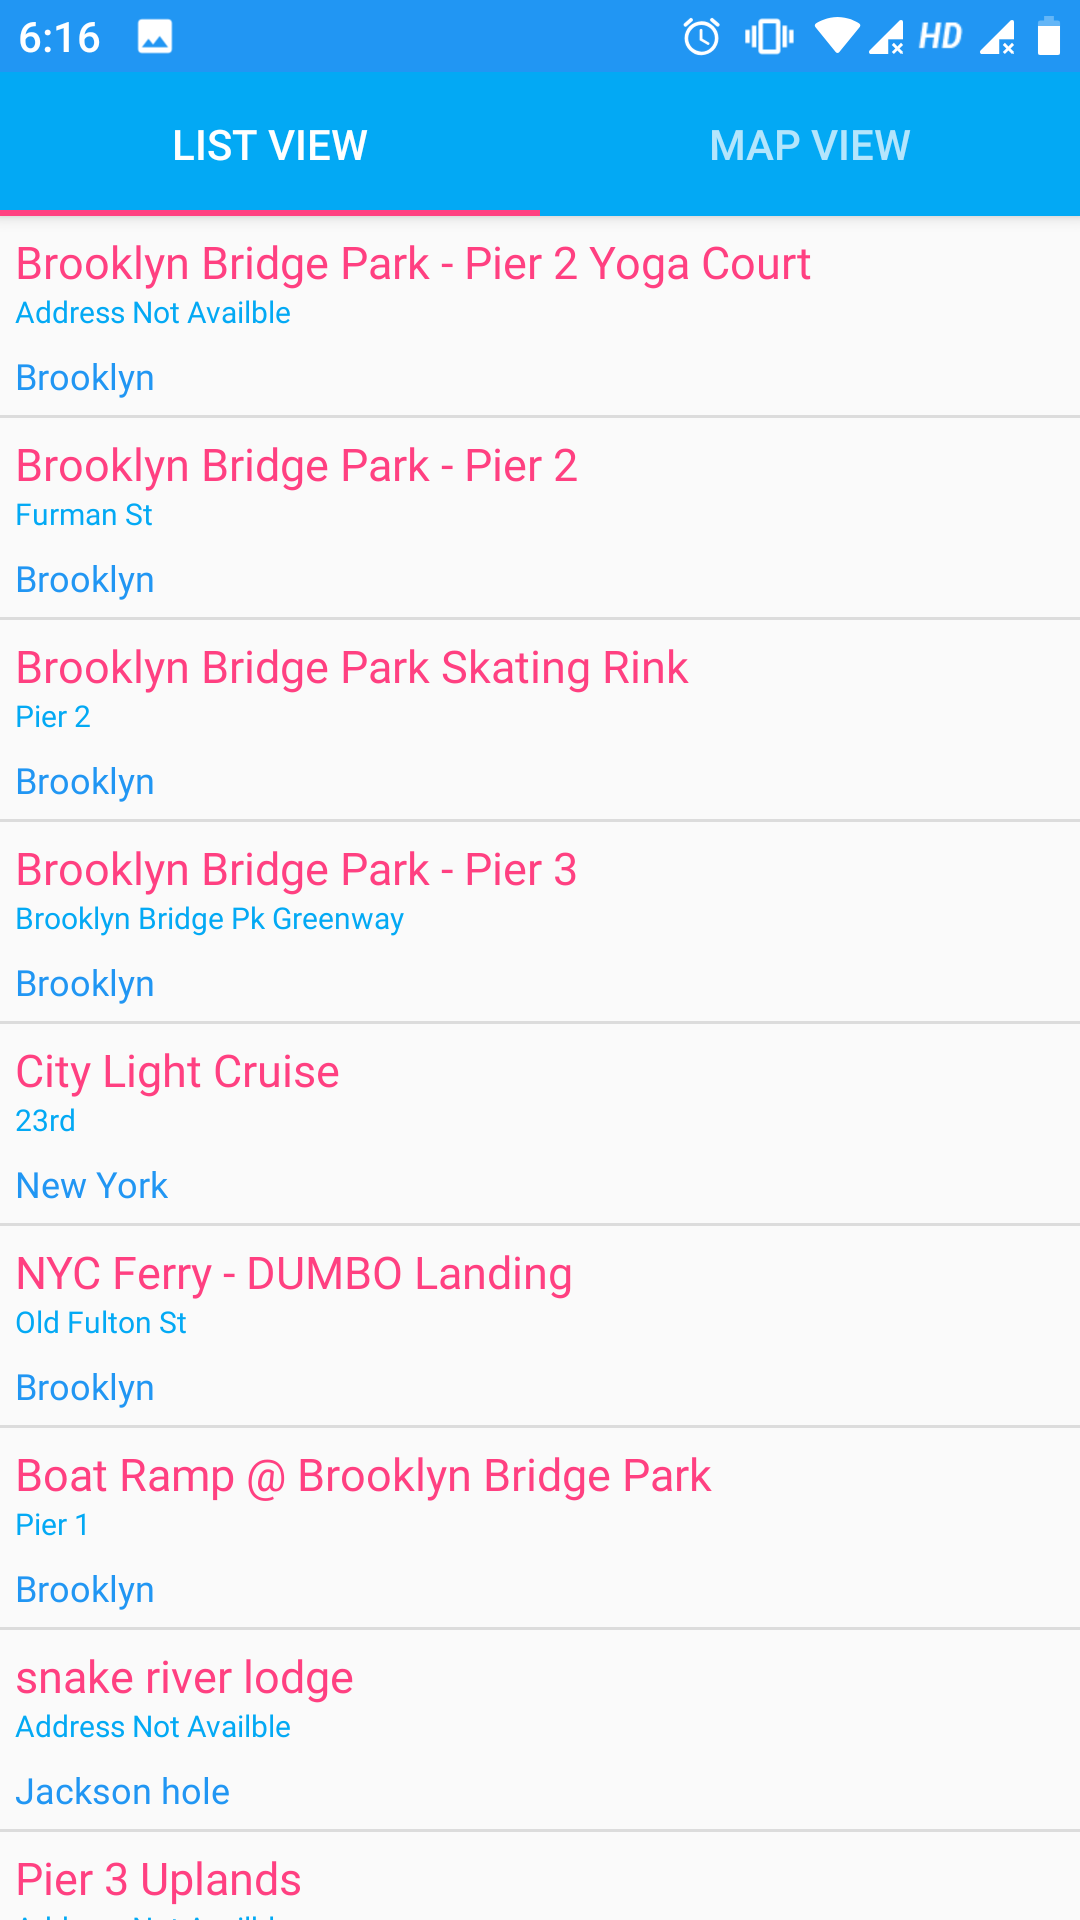 6:16
HD
LIST VIEW
MAP VIEW
Brooklyn Bridge Park - Pier 2 Yoga Court
Address Not Availble
Brooklyn
Brooklyn Bridge Park - Pier 2
Furman St
Brooklyn
Brooklyn Bridge Park Skating Rink
Pier 2
Brooklyn
Brooklyn Bridge Park - Pier 3
Brooklyn Bridge Pk Greenway
Brooklyn
City Light Cruise
23rd
New York
NYC Ferry - DUMBO Landing
Old Fulton St
Brooklyn
Boat Ramp @ Brooklyn Bridge Park
Pier 1
Brooklyn
snake river lodge
Address Not Availble
Jackson hole
Pier 3 Uplands